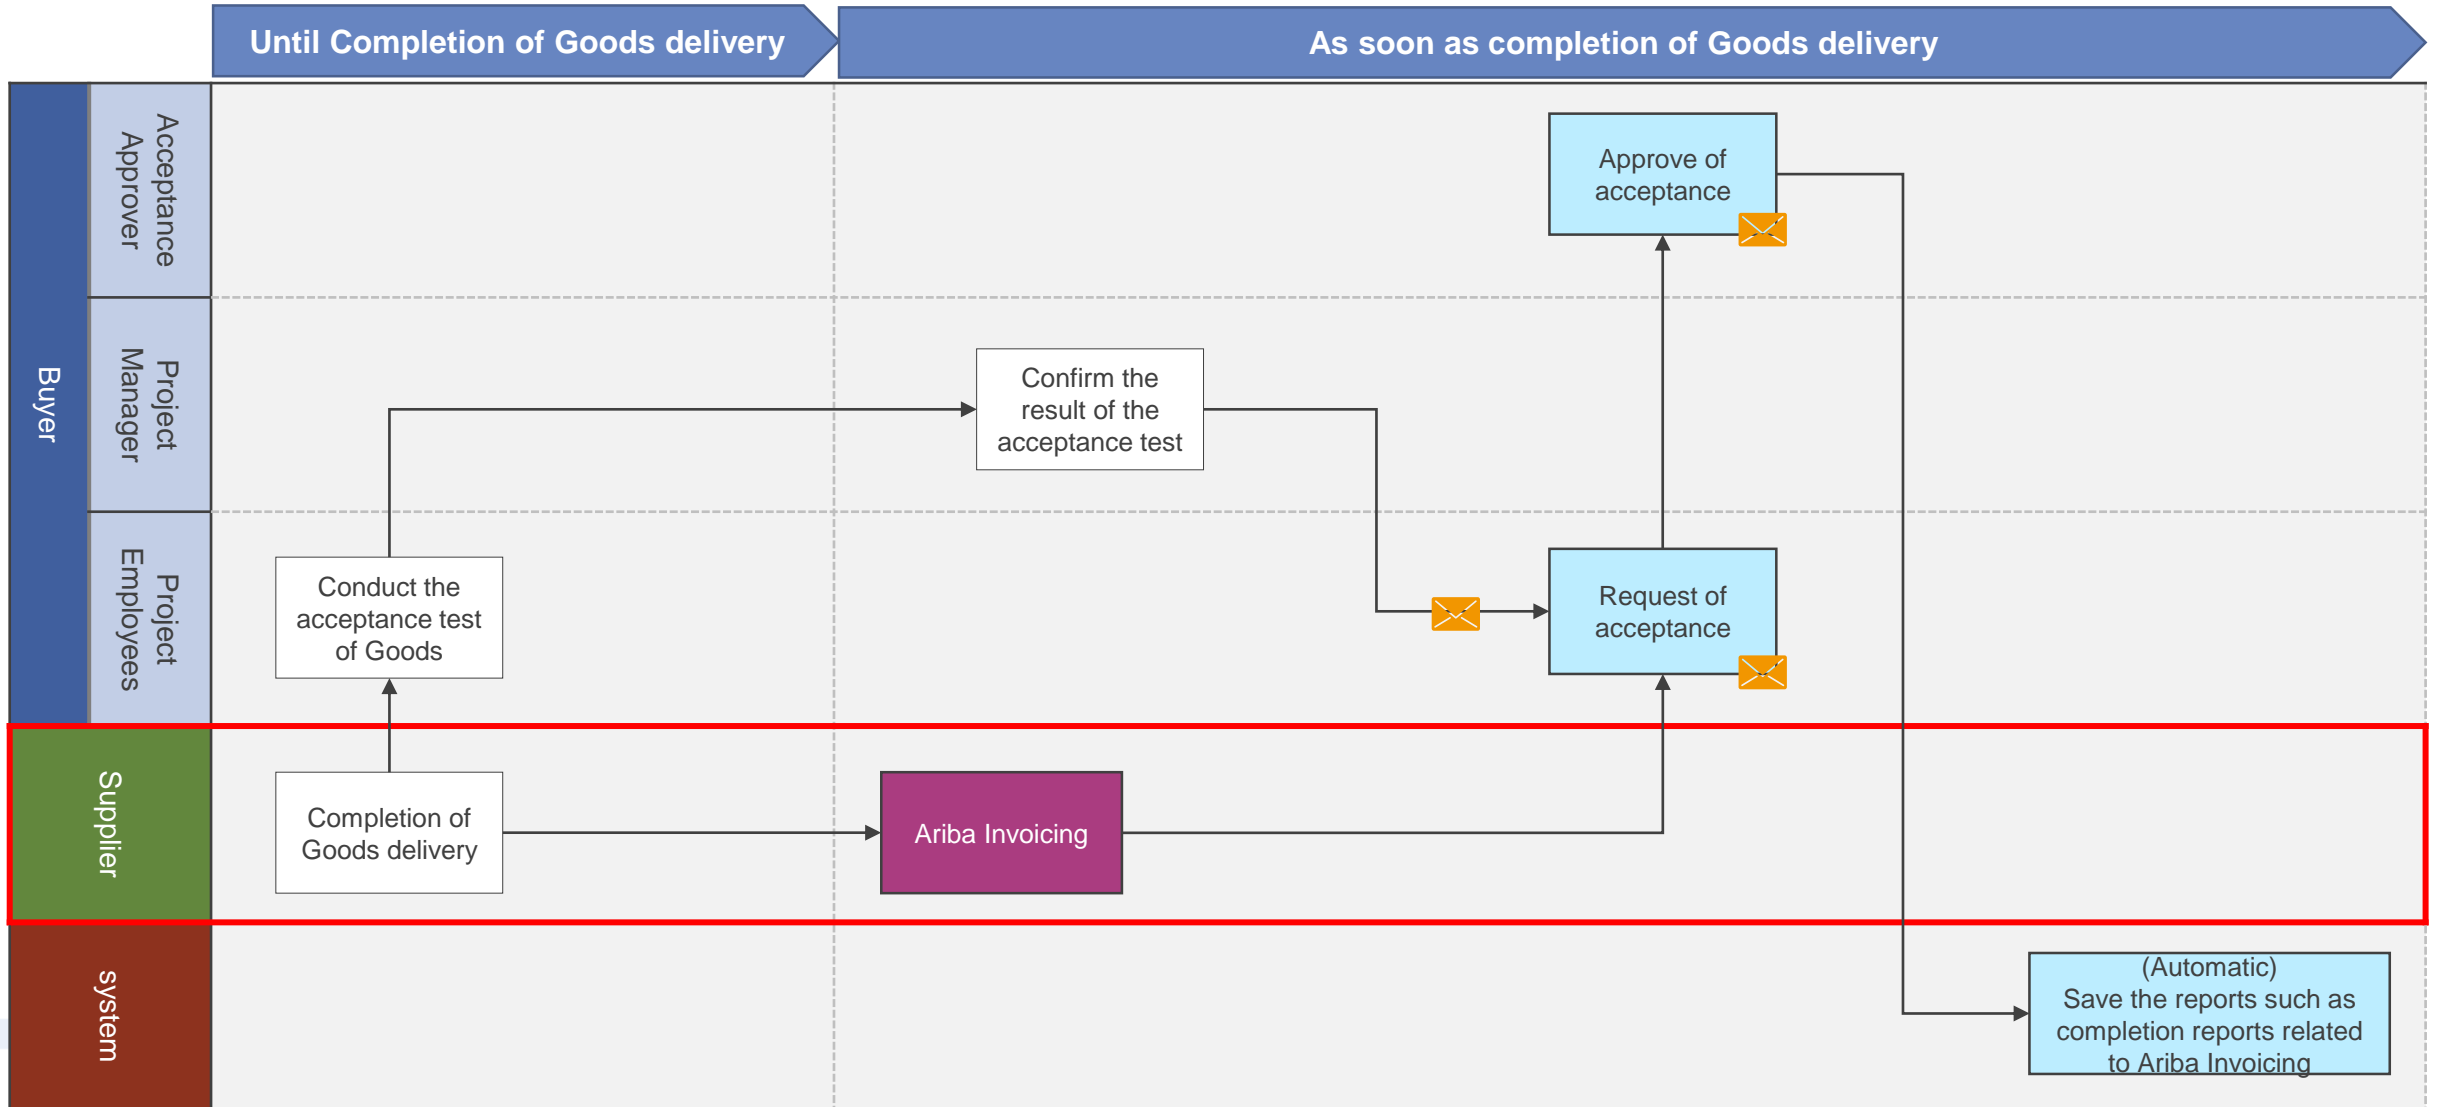 Until Completion of Goods delivery
As soon as completion of Goods delivery
Buyer
Acceptance
Approver
Approve of
acceptance
Project
Manager
Confirm the
result of the
acceptance test
Project
Employees
Conduct the
acceptance test
of Goods
Request of
acceptance
Supplier
Completion of
Goods delivery
Ariba Invoicing
system
(Automatic)
Save the reports such as
completion reports related
to Ariba Invoicing